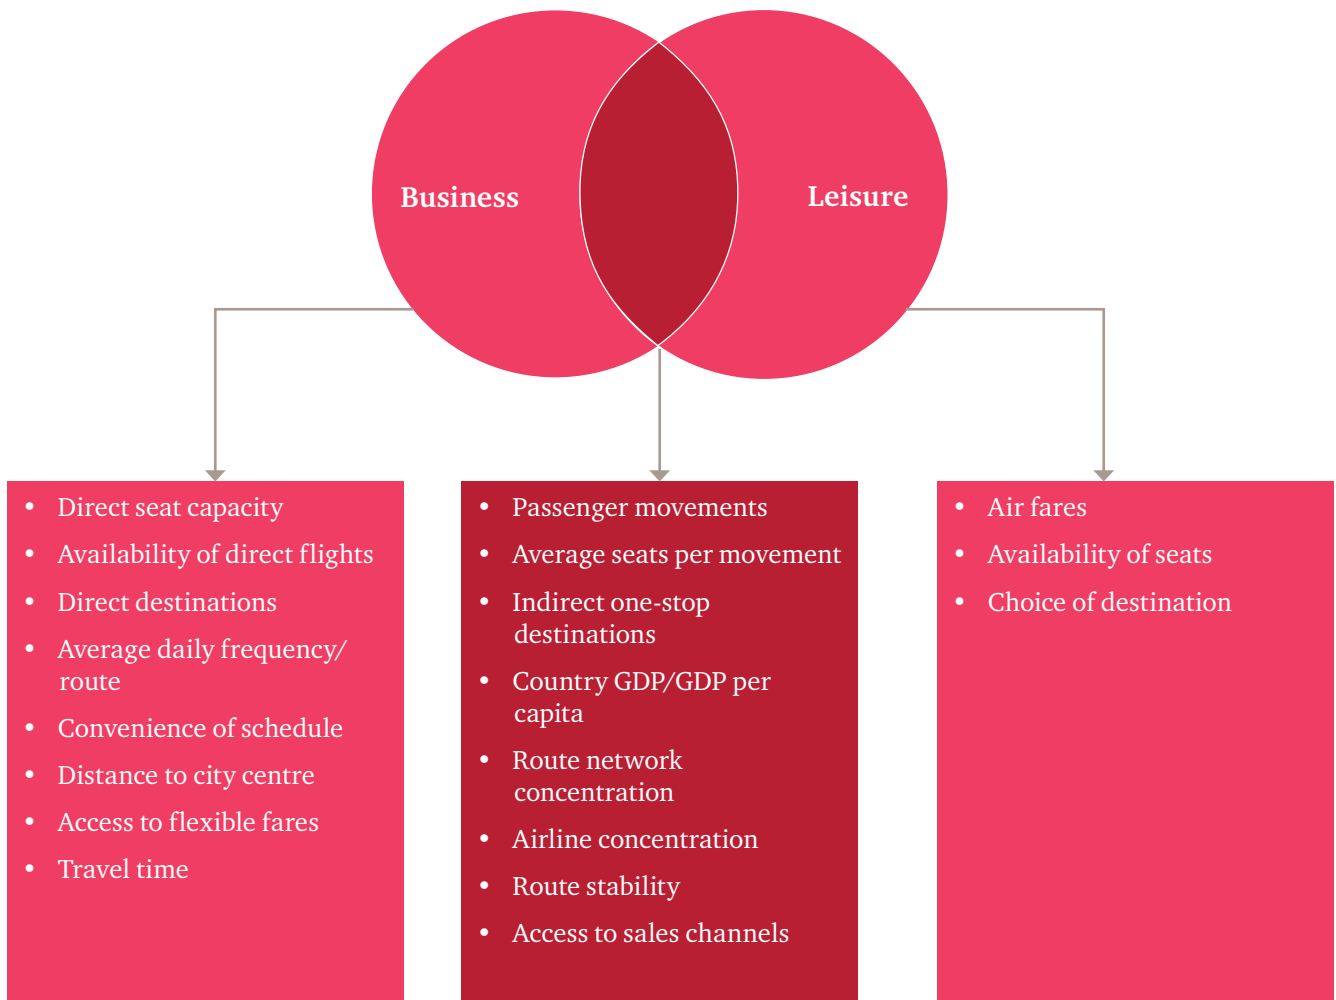 Business
Leisure
• Direct seat capacity
• Availability of direct flights
• Direct destinations
• Average daily frequency/
route
• Convenience of schedule
• Distance to city centre
• Access to flexible fares
• Travel time
• Passenger movements
• Average seats per movement
• Indirect one-stop
destinations
• Country GDP/GDP per
capita
• Route network
concentration
• Airline concentration
• Route stability
• Access to sales channels
• Air fares
• Availability of seats
• Choice of destination